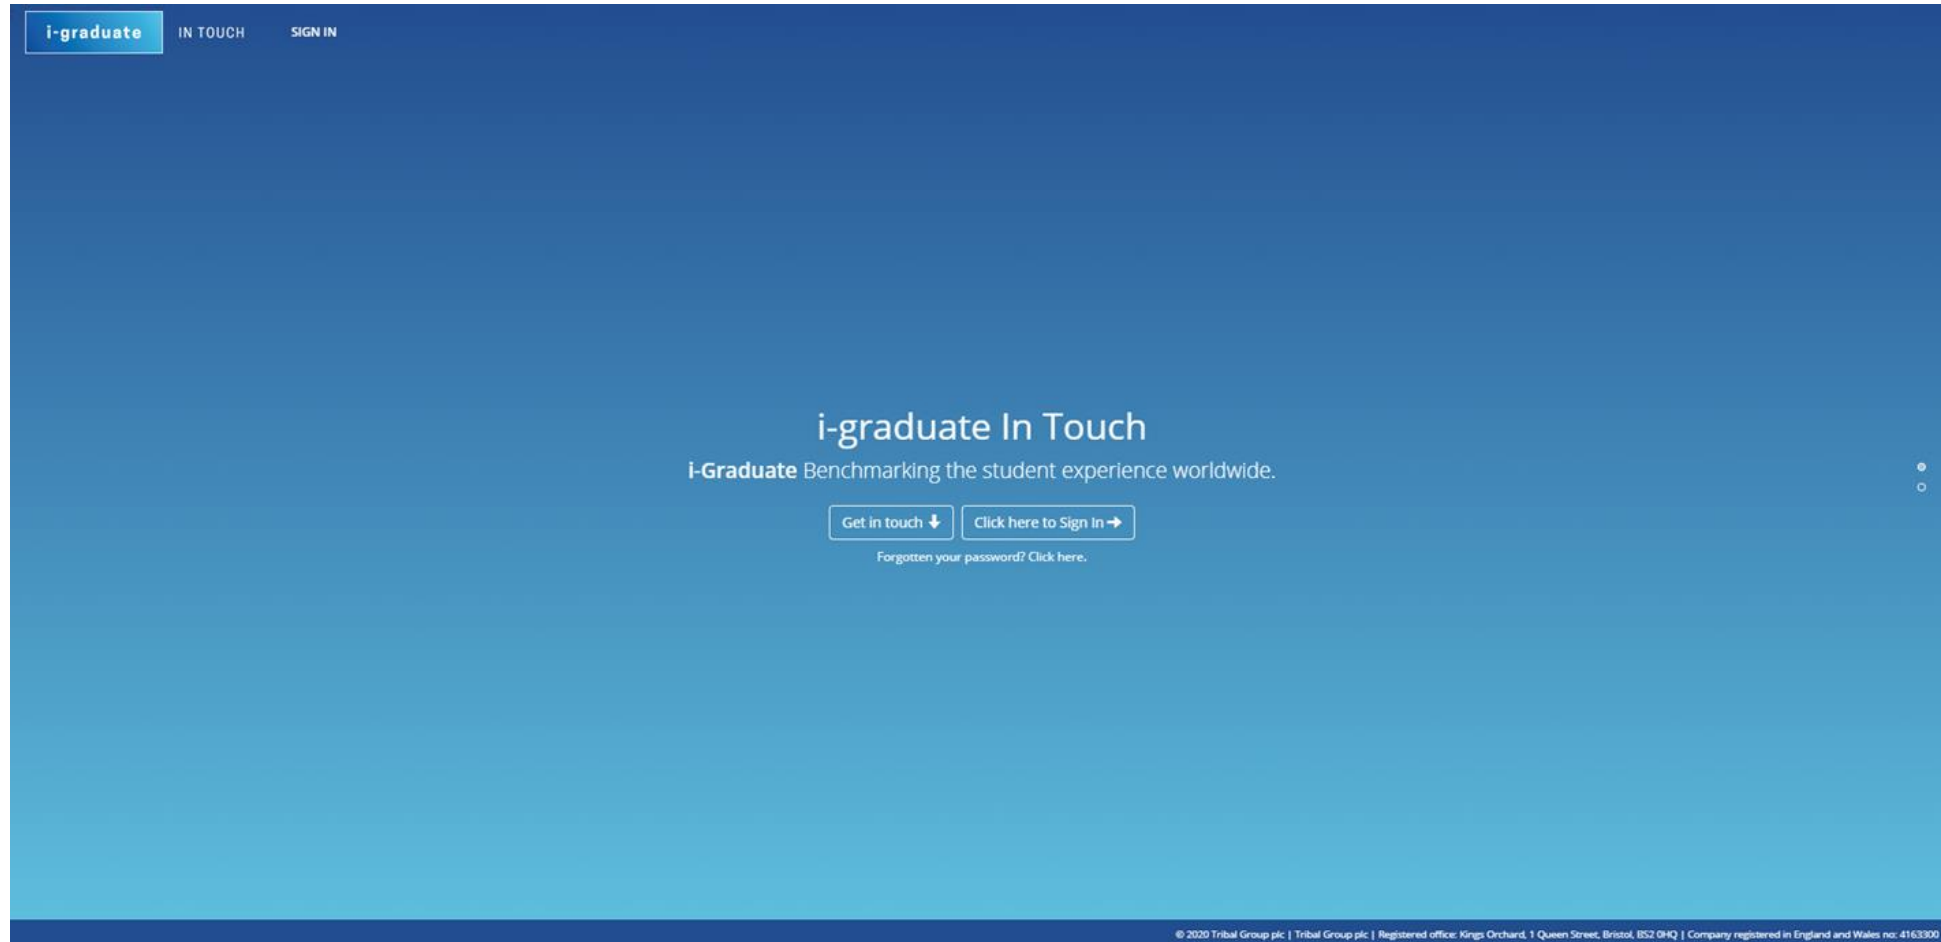 i-graduate IN TOUCH SIGN IN
i-graduate In Touch
i-Graduate Benchmarking the student experience worldwide.
Get in touch Click here to Sign In
Forgotten your password? Click here.
© 2020 Tribal Group plc | Tribal Group plc | Registered office: Kings Orchard, 1 Queen Street, Bristol, BS2 0HQ | Company registered in England and Wales no: 4163300